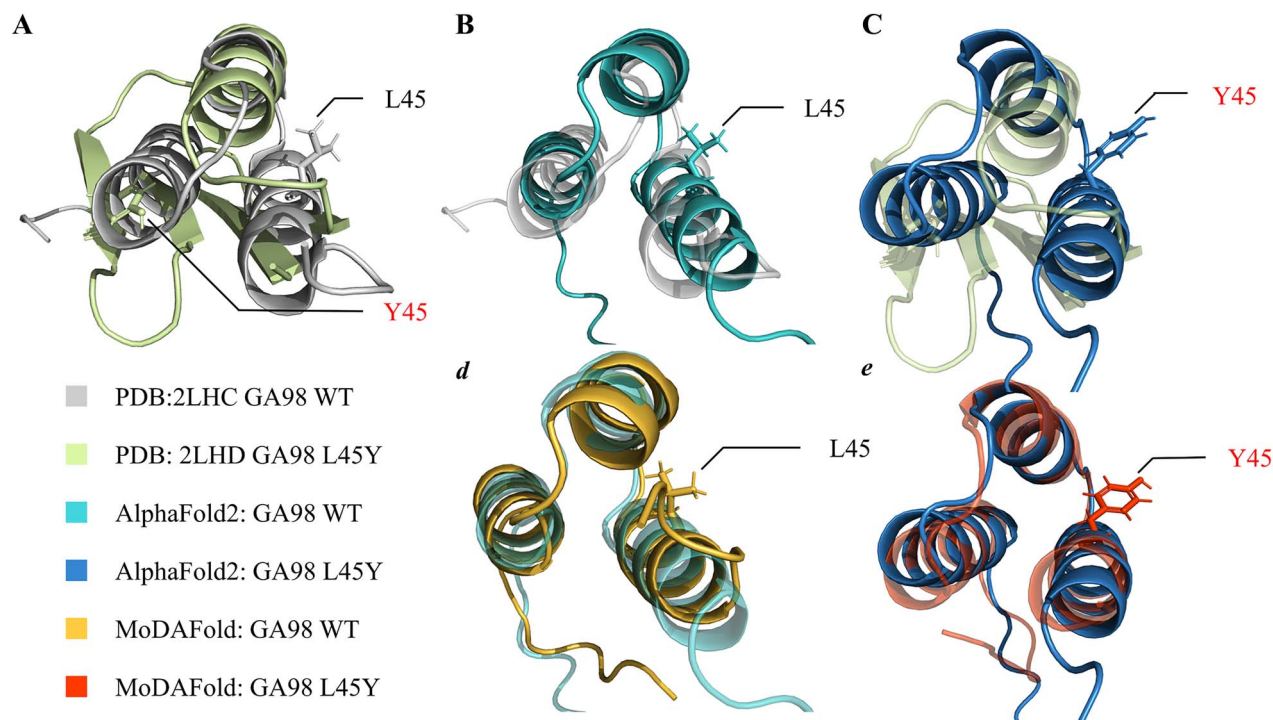 A
B
C
L45
L45
Y45
Y45
d
e
L45
Y45
PDB:2LHC GA98 WT
PDB: 2LHD GA98 L45Y
AlphaFold2: GA98 WT
AlphaFold2: GA98 L45Y
MoDAFold: GA98 WT
MoDAFold: GA98 L45Y